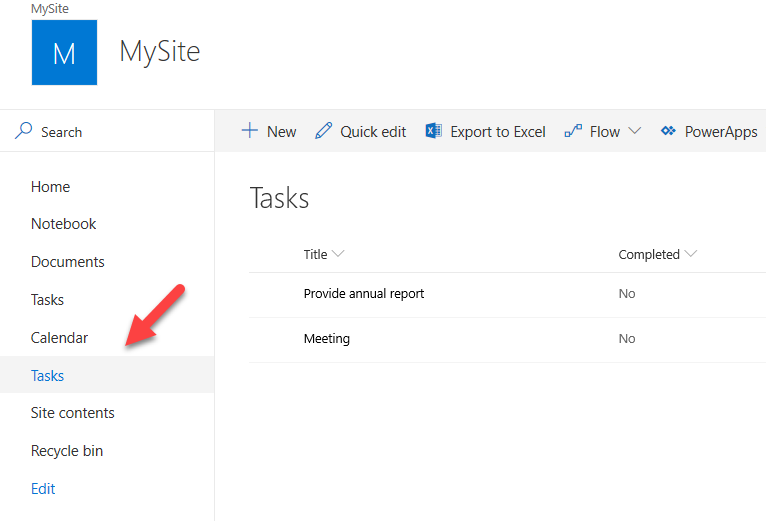 MySite
M
MySite
Search
New Quick edit Export to Excel Flow PowerApps
Home
Notebook
Documents
Tasks
Calendar
Tasks
Site contents
Recycle bin
Edit
Tasks
Title Completed
Provide annual report No
Meeting No